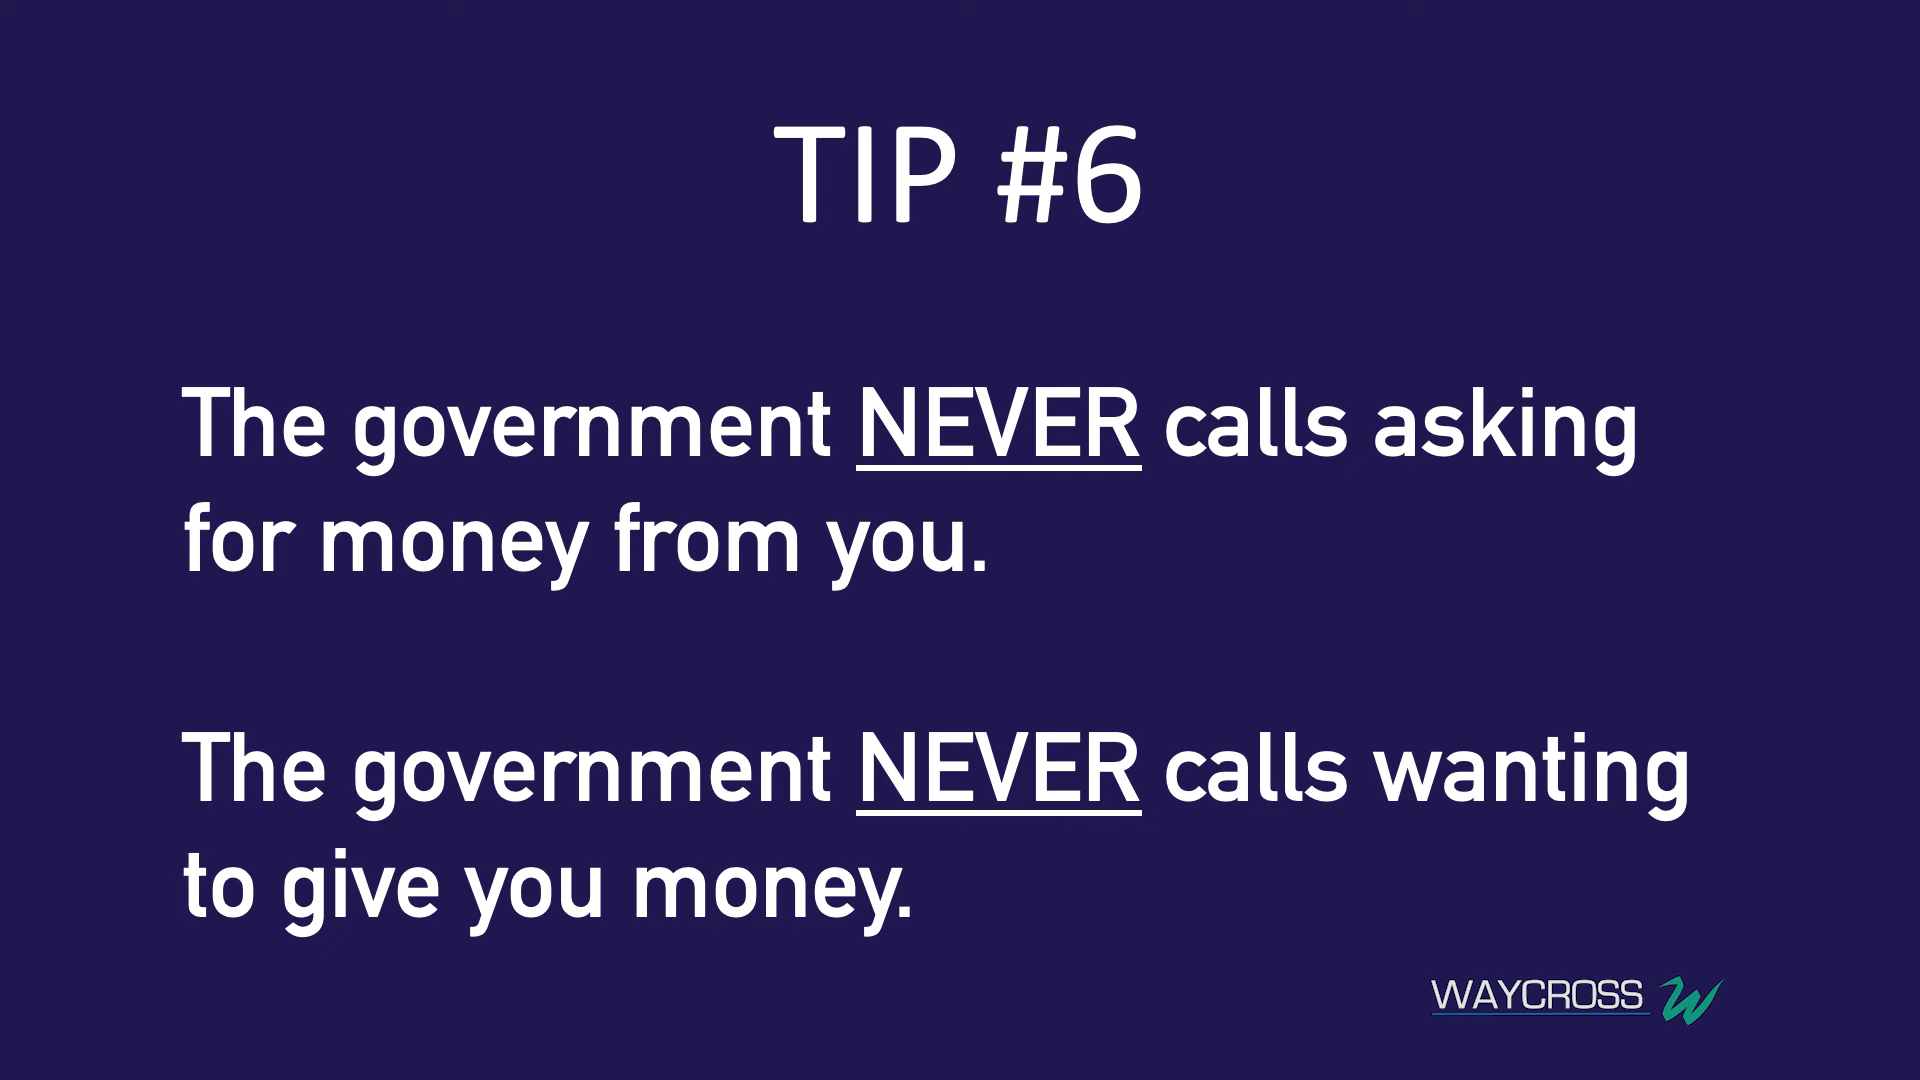 TIP #6
The government NEVER calls asking
for money from you.
The government NEVER calls wanting
to give you money.
WAYCROSS W